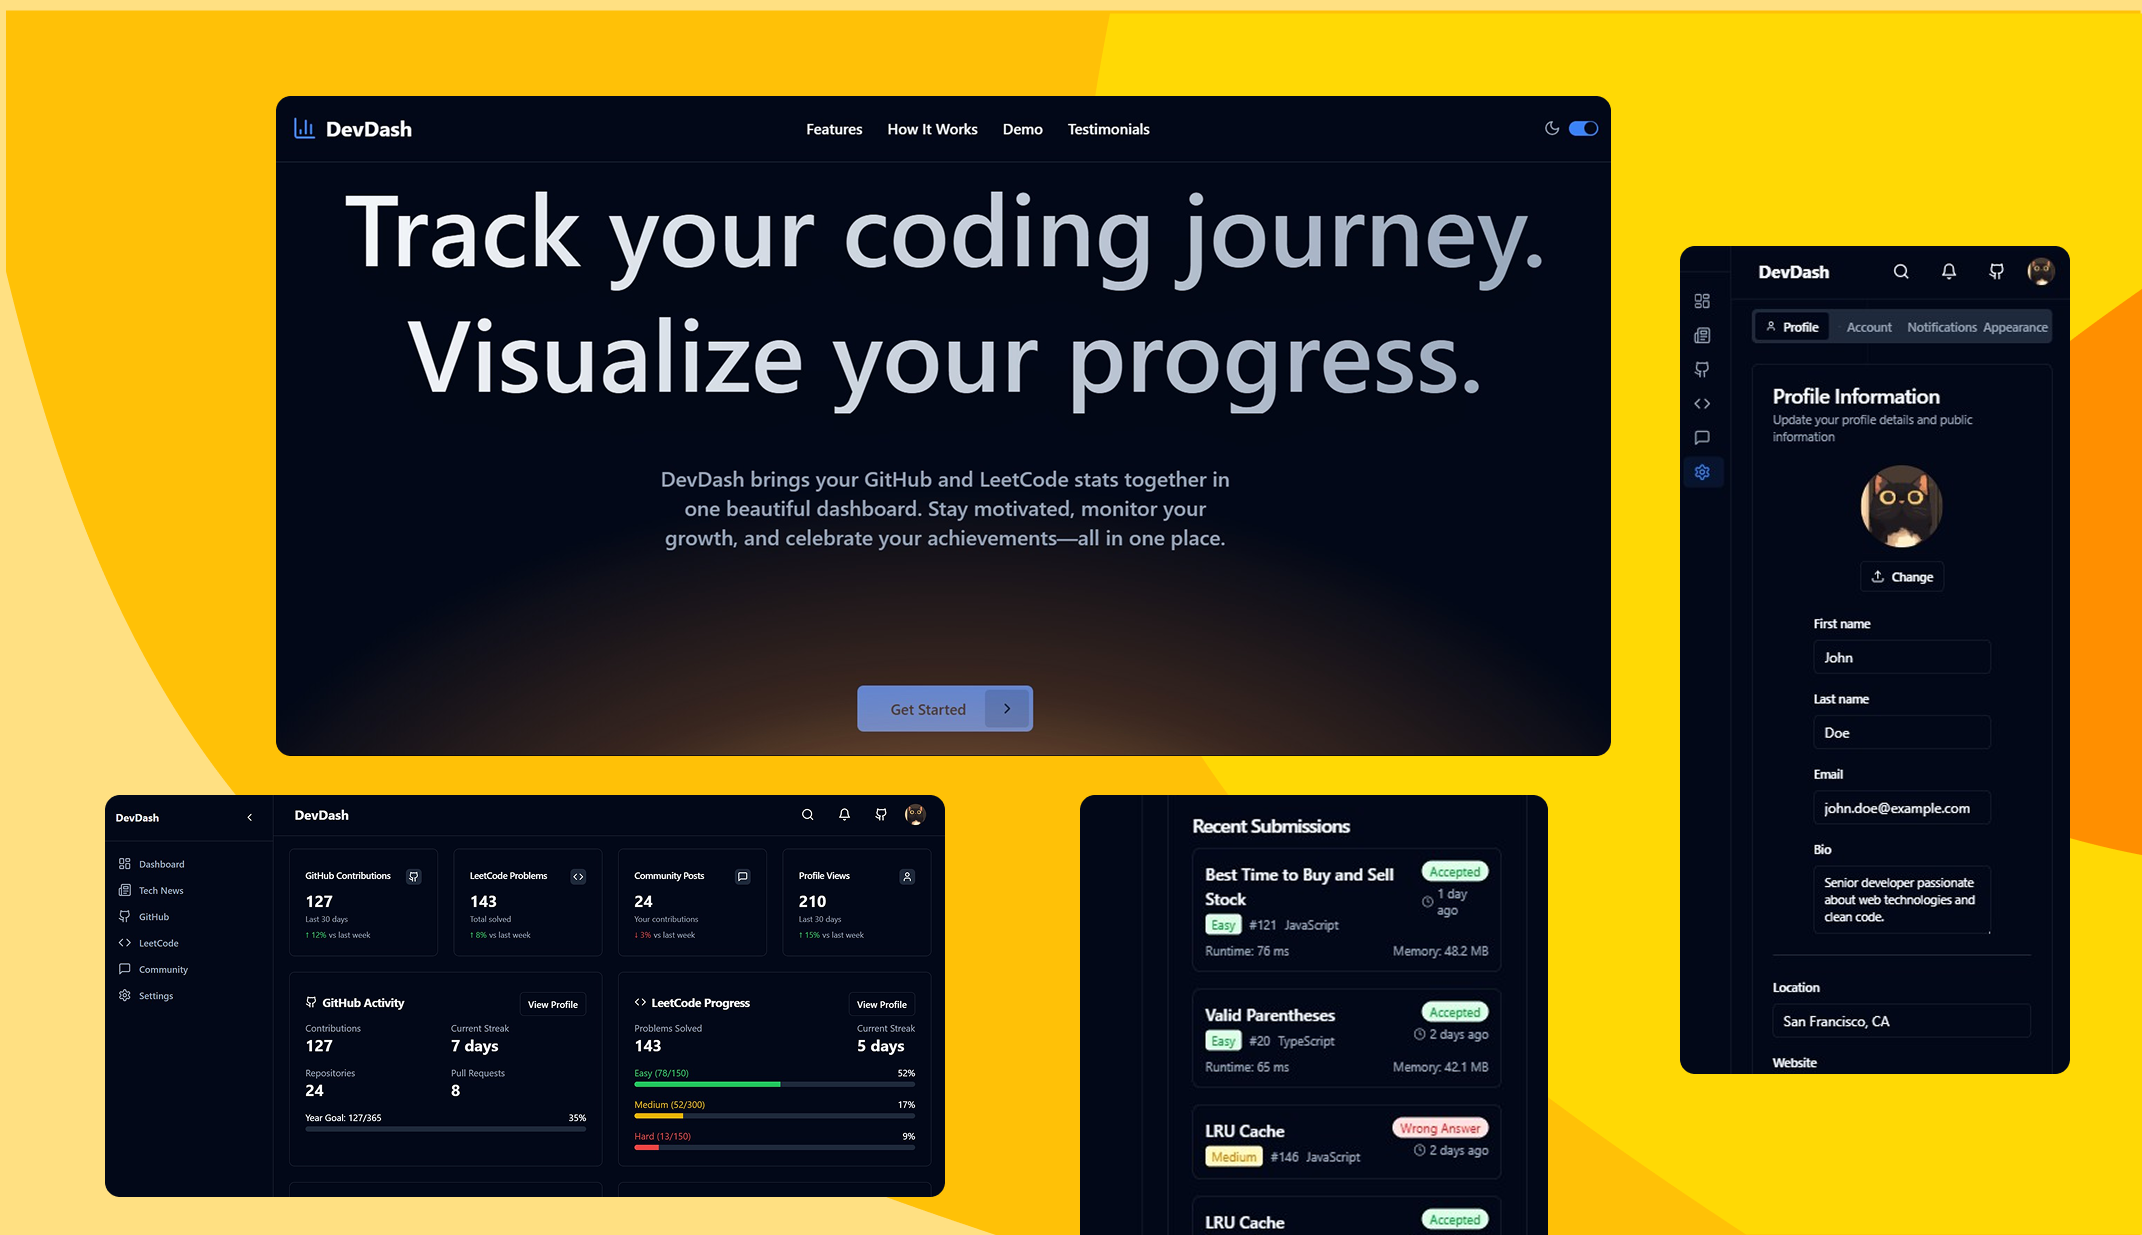 DevDash
Features How It Works Demo Testimonials
Track your coding journey.
Visualize your progress.
DevDash brings your GitHub and LeetCode stats together in
one beautiful dashboard. Stay motivated, monitor your
growth, and celebrate your achievements—all in one place.
Get Started
DevDash
Profile Account Notifications Appearance
Profile Information
Update your profile details and public
information
Change
First name
John
Last name
Doe
Email
john.doe@example.com
Bio
Senior developer passionate
about web technologies and
clean code.
Location
San Francisco, CA
Website
DevDash
Dashboard
Tech News
GitHub
LeetCode
Community
Settings
DevDash
GitHub Contributions
127
Last 30 days
↑ 12% vs last week
LeetCode Problems
143
Total solved
↑ 8% vs last week
Community Posts
24
Your contributions
↓ 3% vs last week
Profile Views
210
Last 30 days
↑ 15% vs last week
GitHub Activity
View Profile
Contributions Current Streak
127 7 days
Repositories Pull Requests
24 8
Year Goal: 127/365 35%
LeetCode Progress
View Profile
Problems Solved Current Streak
143 5 days
Easy (78/150) 52%
Medium (52/300) 17%
Hard (13/150) 9%
Recent Submissions
Best Time to Buy and Sell
Stock
Accepted
1 day
ago
Easy #121 JavaScript
Runtime: 76 ms Memory: 48.2 MB
Valid Parentheses
Accepted
Easy #20 TypeScript
2 days ago
Runtime: 65 ms Memory: 42.1 MB
LRU Cache
Wrong Answer
Medium #146 JavaScript
2 days ago
LRU Cache
Accepted